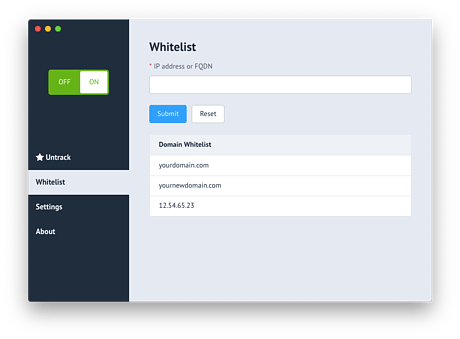 OFF ON
Untrack
Whitelist
Settings
About
Whitelist
* IP address or FQDN
Submit Reset
Domain Whitelist
yourdomain.com
yournewdomain.com
12.54.65.23